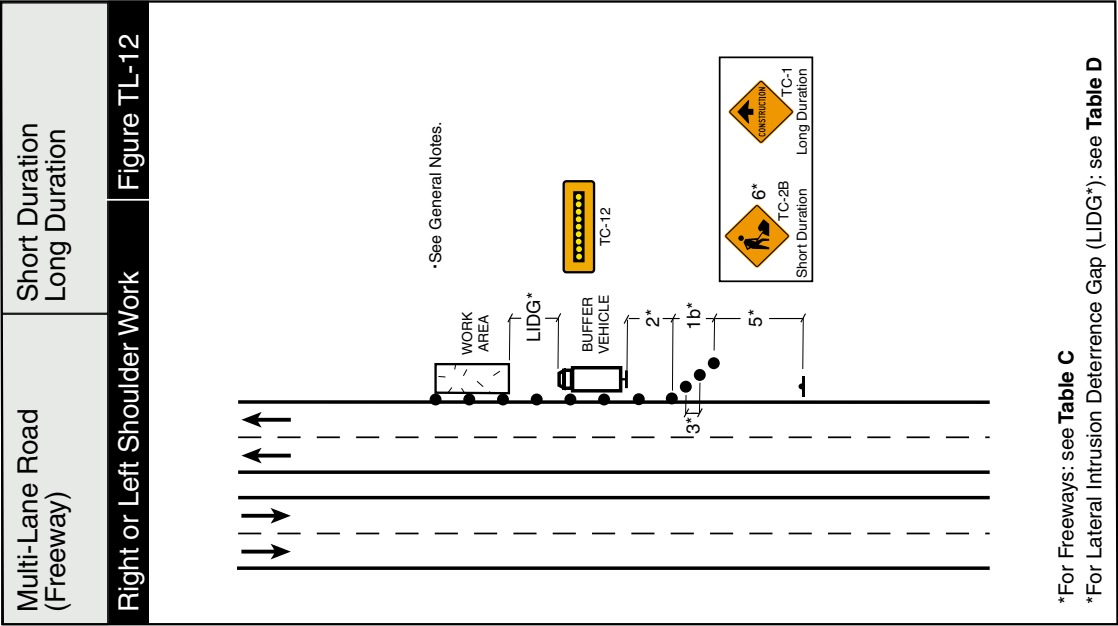 Multi-Lane Road
(Freeway)
Short Duration
Long Duration
Right or Left Shoulder Work
Figure TL-12
•See General Notes.
WORK
AREA
LIDG*
BUFFER
VEHICLE
TC-12
2*
1b*
3*
5*
6*
TC-2B
Short Duration
CONSTRUCTION
TC-1
Long Duration
*For Freeways: see Table C
*For Lateral Intrusion Deterrence Gap (LIDG*): see Table D